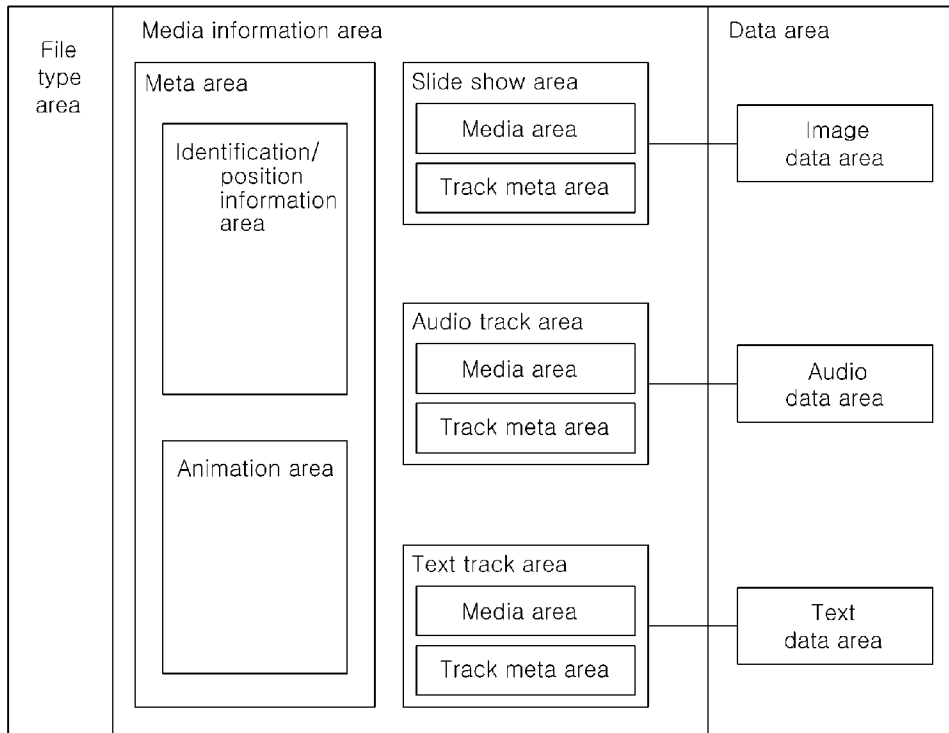 File
type
area
Media information area
Meta area
Identification/
position
information
area
Animation area
Slide show area
Media area
Track meta area
Audio track area
Media area
Track meta area
Text track area
Media area
Track meta area
Data area
Image
data area
Audio
data area
Text
data area